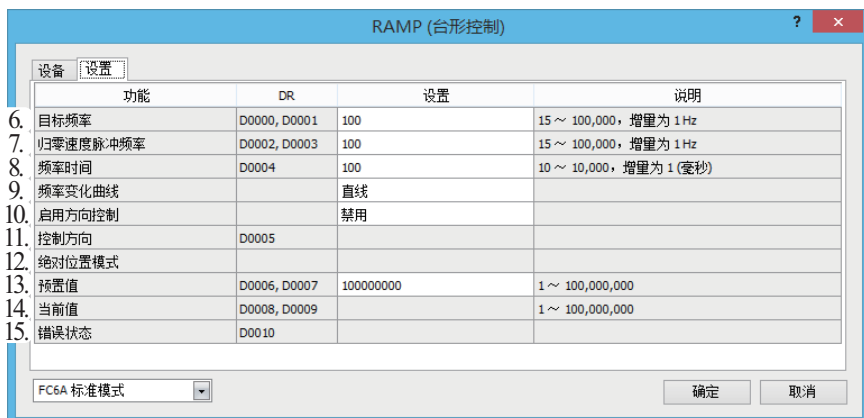 RAMP (台形控制)
? ×
设备 设置
功能 DR 设置 说明
6. 目标频率 D0000, D0001 100 15～100,000，增量为 1Hz
7. 归零速度脉冲频率 D0002, D0003 100 15～100,000，增量为 1Hz
8. 频率时间 D0004 100 10～10,000，增量为 1 (毫秒)
9. 频率变化曲线 直线
10. 启用方向控制 禁用
11. 控制方向 D0005
12. 绝对位置模式
13. 预置值 D0006, D0007 100000000 1～100,000,000
14. 当前值 D0008, D0009 1～100,000,000
15. 错误状态 D0010
FC6A 标准模式 确定 取消